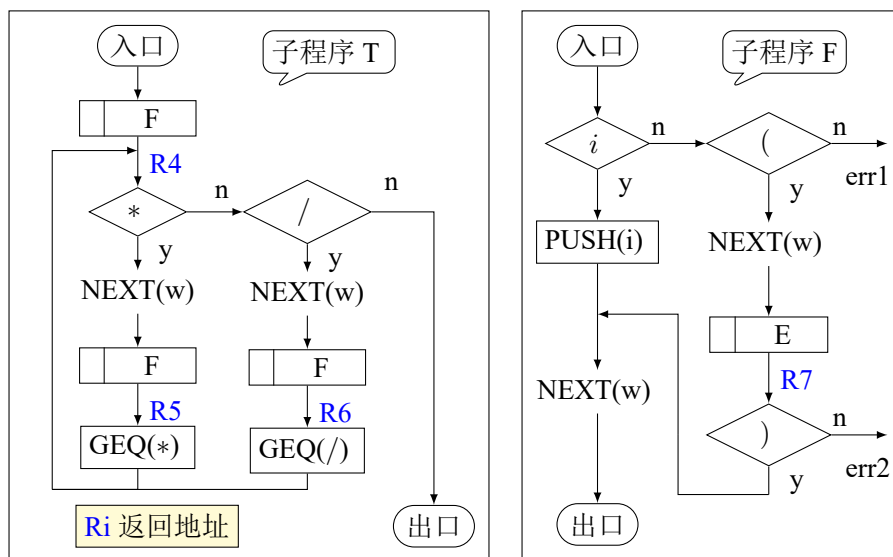 入口
子程序 T
F
R4
*
n
/
n
y
y
NEXT(w)
NEXT(w)
F
F
R5
R6
GEQ(*)
GEQ(/)
Ri 返回地址
出口
入口
子程序 F
i
n
(
n
err1
y
y
PUSH(i)
NEXT(w)
E
R7
NEXT(w)
)
n
err2
y
出口